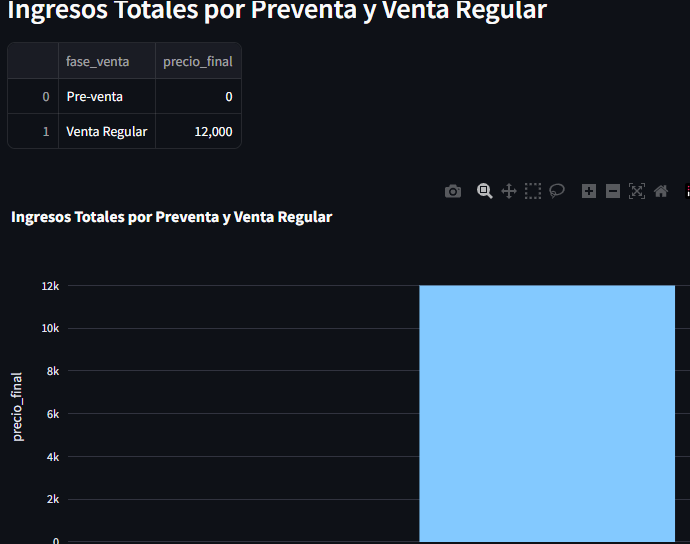 Ingresos Totales por Preventa y Venta Regular
fase_venta precio_final
0 Pre-venta 0
1 Venta Regular 12,000
Ingresos Totales por Preventa y Venta Regular
12k
10k
8k
6k
4k
2k
0
precio_final